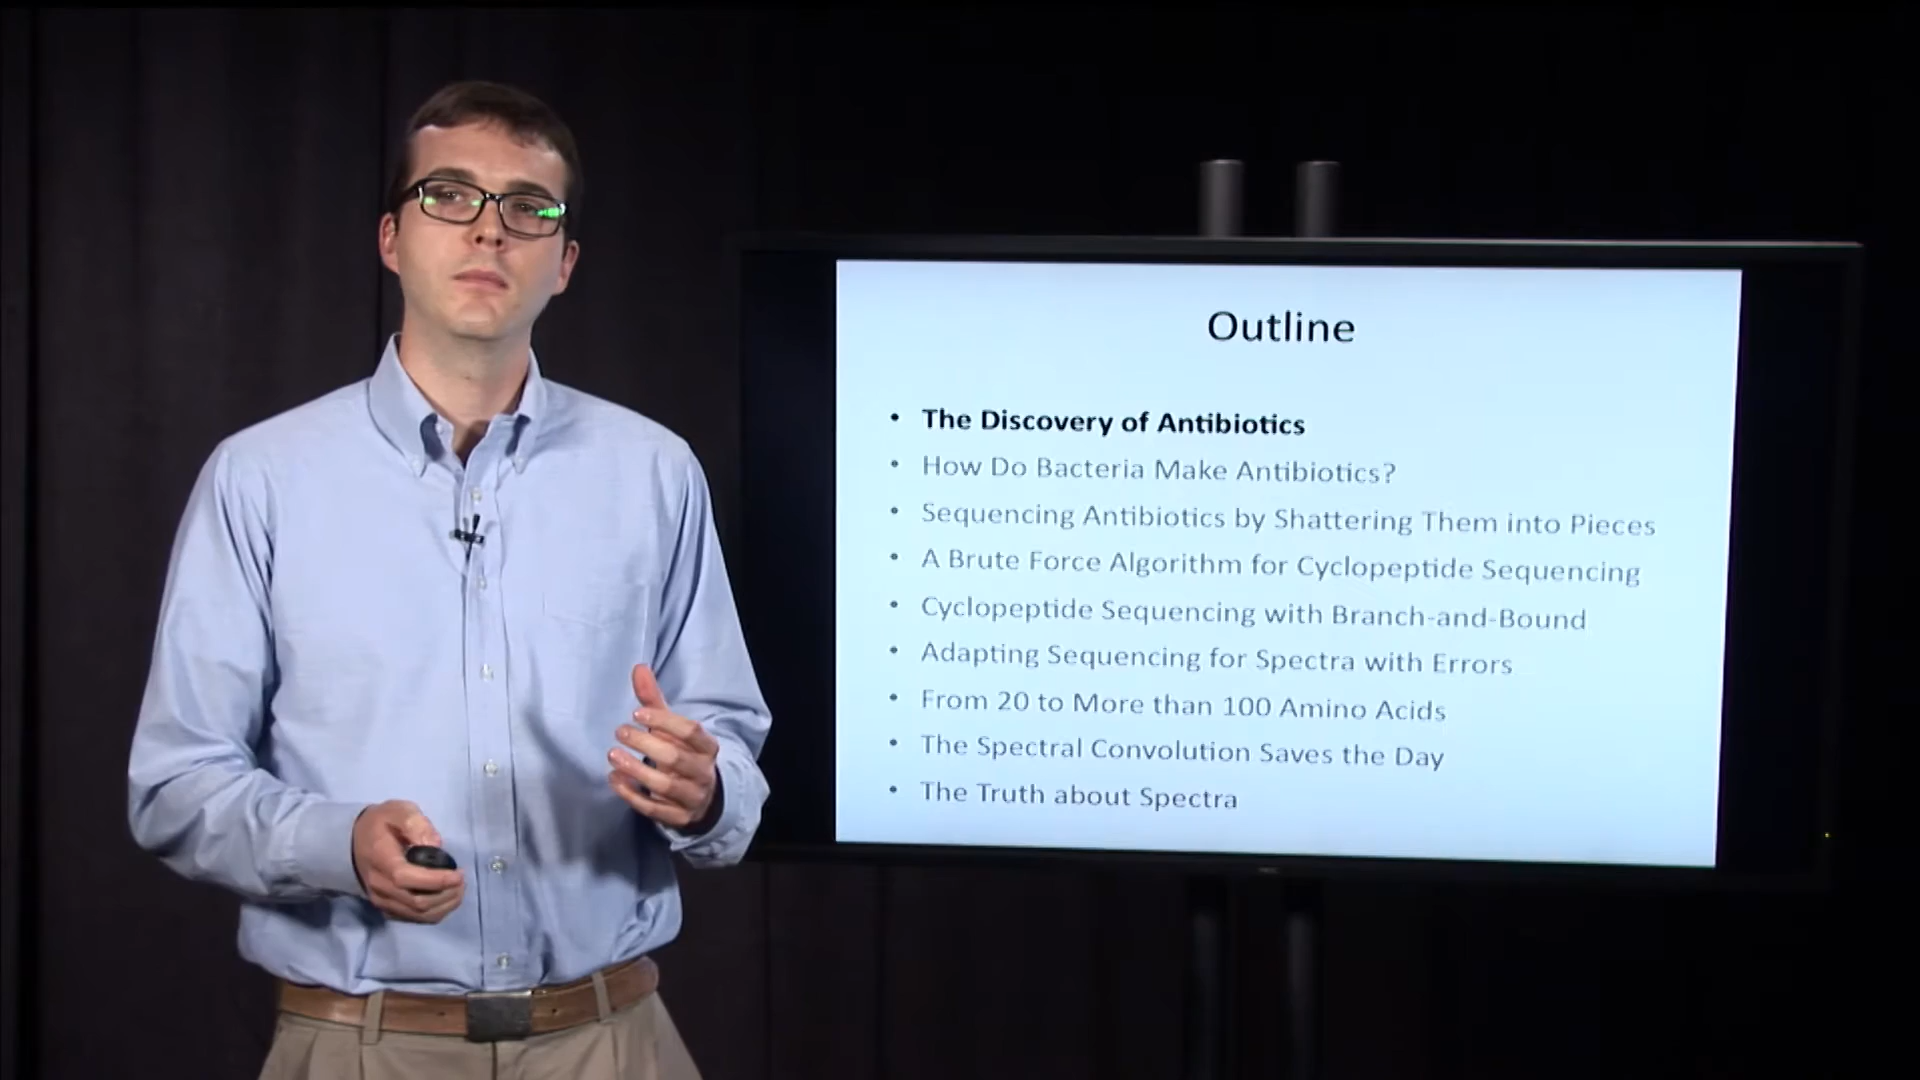 Outline
• The Discovery of Antibiotics
• How Do Bacteria Make Antibiotics?
• Sequencing Antibiotics by Shattering Them into Pieces
• A Brute Force Algorithm for Cyclopeptide Sequencing
• Cyclopeptide Sequencing with Branch-and-Bound
• Adapting Sequencing for Spectra with Errors
• From 20 to More than 100 Amino Acids
• The Spectral Convolution Saves the Day
• The Truth about Spectra